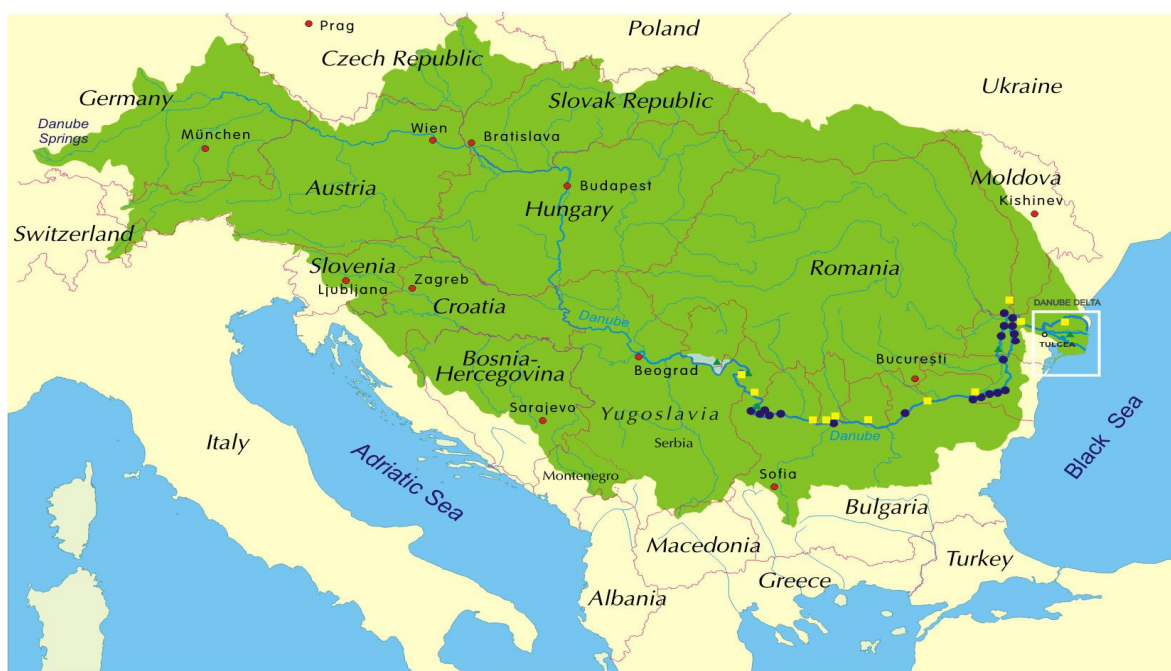 Prag
Poland
Czech Republic
Ukraine
Germany
Slovak Republic
Danube
Springs
München
Wien
Bratislava
Moldova
Kishinev
Austria
Budapest
Hungary
Switzerland
Slovenia
Ljubljana
Zagreb
Romania
Croatia
DANUBE DELTA
Danube
TULCEA
Bosnia-
Hercegovina
Beograd
București
Sarajevo
Yugoslavia
Danube
Italy
Serbia
Adriatic Sea
Montenegro
Sofia
Black Sea
Bulgaria
Macedonia
Turkey
Greece
Albania